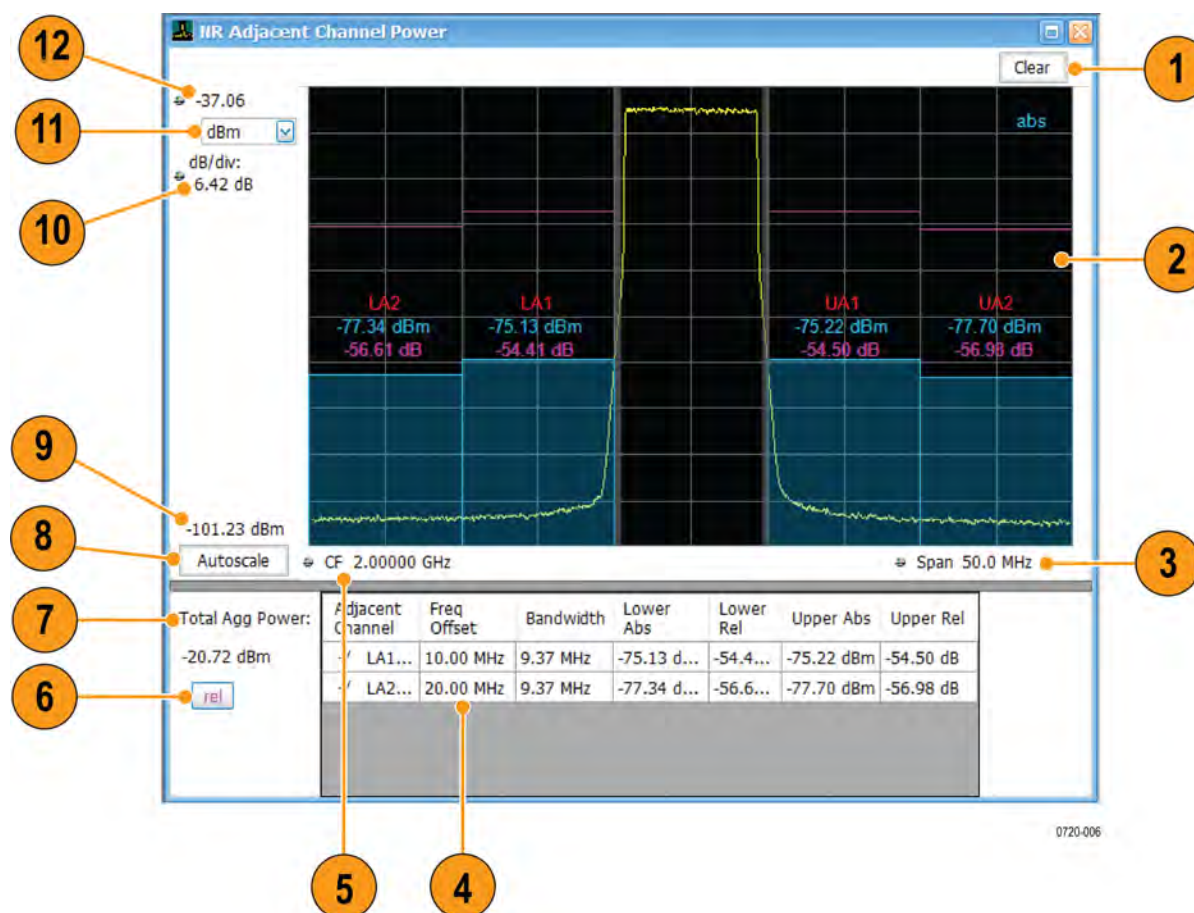 NR Adjacent Channel Power
12
1
Clear
-37.06
11
dBm
abs
dB/div:
6.42 dB
10
2
LA2
LA1
UA1
UA2
-77.34 dBm
-75.13 dBm
-75.22 dBm
-77.70 dBm
-56.61 dB
-54.41 dB
-54.50 dB
-56.98 dB
9
-101.23 dBm
8
Autoscale
CF 2.00000 GHz
Span 50.0 MHz
3
7
Total Agg Power:
Adjacent Channel Freq Offset Bandwidth Lower Abs Lower Rel Upper Abs Upper Rel
-20.72 dBm
LA1... 10.00 MHz 9.37 MHz -75.13 d... -54.4... -75.22 dBm -54.50 dB
6
rel
LA2... 20.00 MHz 9.37 MHz -77.34 d... -56.6... -77.70 dBm -56.98 dB
0720-006
5
4